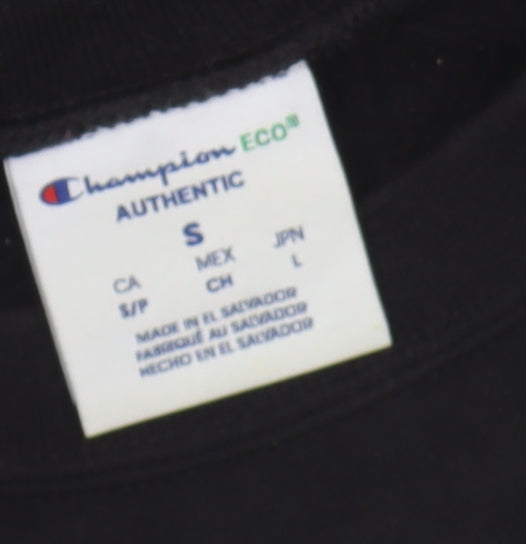 Champion ECO®
AUTHENTIC
S
CA MEX JPN
S/P CH L
MADE IN EL SALVADOR
FABRIQUÉ AU SALVADOR
HECHO EN EL SALVADOR